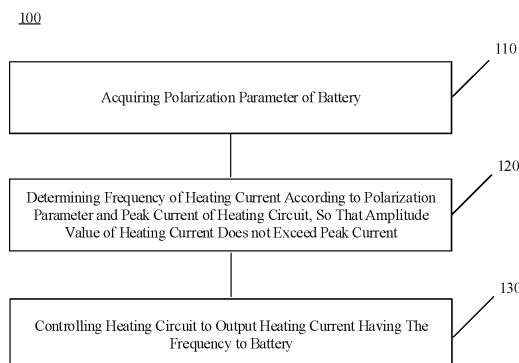 100
110
Acquiring Polarization Parameter of Battery
120
Determining Frequency of Heating Current According to Polarization
Parameter and Peak Current of Heating Circuit, So That Amplitude
Value of Heating Current Does not Exceed Peak Current
130
Controlling Heating Circuit to Output Heating Current Having The
Frequency to Battery